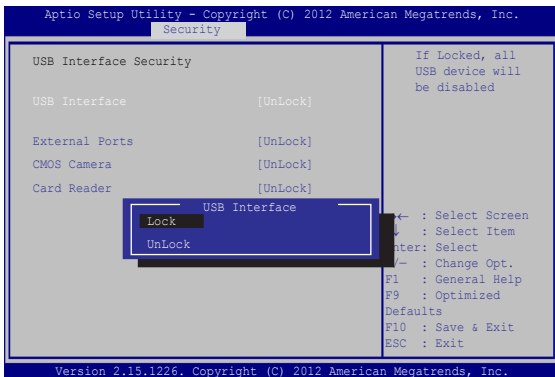 Aptio Setup Utility - Copyright (C) 2012 American Megatrends, Inc.
Security
USB Interface Security
USB Interface [UnLock]
External Ports [UnLock]
CMOS Camera [UnLock]
Card Reader [UnLock]
USB Interface
Lock
UnLock
If Locked, all
USB device will
be disabled
→← : Select Screen
↓ : Select Item
nter: Select
/— : Change Opt.
F1 : General Help
F9 : Optimized
Defaults
F10 : Save & Exit
ESC : Exit
Version 2.15.1226. Copyright (C) 2012 American Megatrends, Inc.